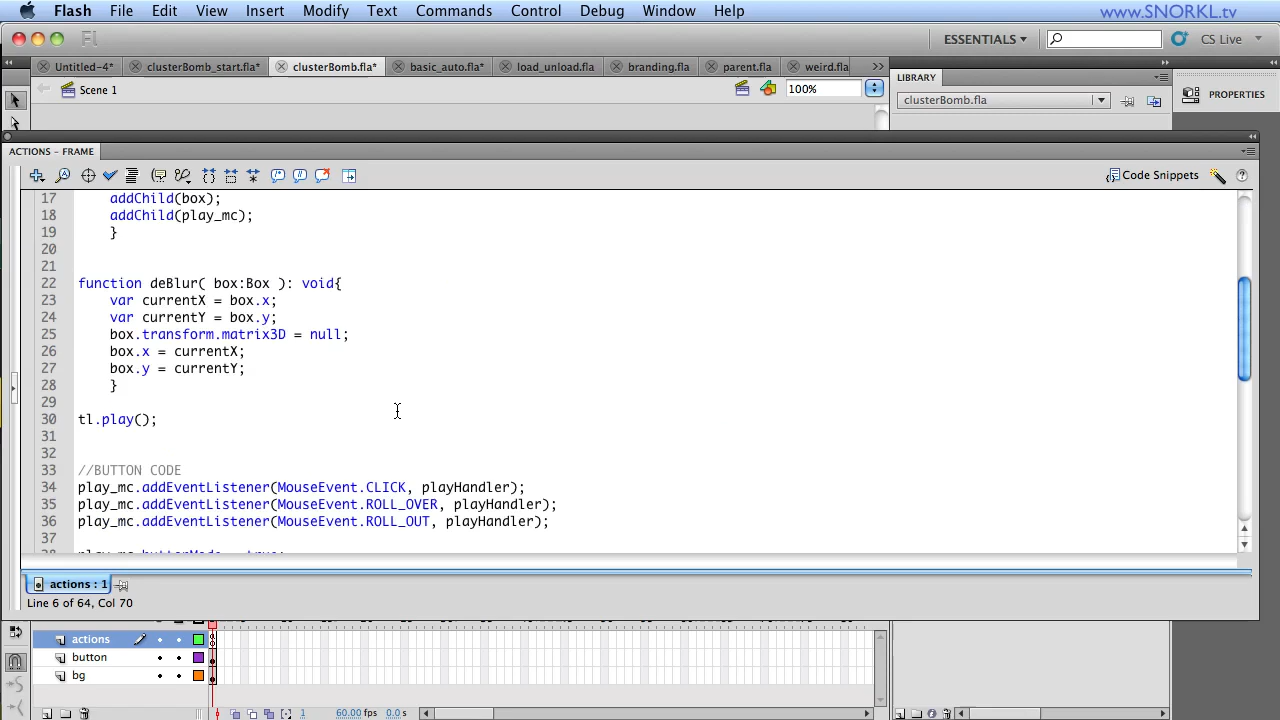 Flash File Edit View Insert Modify Text Commands Control Debug Window Help www.SNORKL.tv
Fl ESSENTIALS CS Live
Untitled-4* clusterBomb_start.fla* clusterBomb.fla* basic_auto.fla* load_unload.fla branding.fla parent.fla weird.fla LIBRARY
Scene 1 100% clusterBomb.fla PROPERTIES
ACTIONS - FRAME
Code Snippets
17 addChild(box);
18 addChild(play_mc);
19 }
20
21
22 function deBlur( box:Box ): void{
23 var currentX = box.x;
24 var currentY = box.y;
25 box.transform.matrix3D = null;
26 box.x = currentX;
27 box.y = currentY;
28 }
29
30 tl.play();
31
32
33 //BUTTON CODE
34 play_mc.addEventListener(MouseEvent.CLICK, playHandler);
35 play_mc.addEventListener(MouseEvent.ROLL_OVER, playHandler);
36 play_mc.addEventListener(MouseEvent.ROLL_OUT, playHandler);
37
38 play_mc.buttonMode = true;
actions : 1
Line 6 of 64, Col 70
actions
button
bg
1 60.00 fps 0.0 s